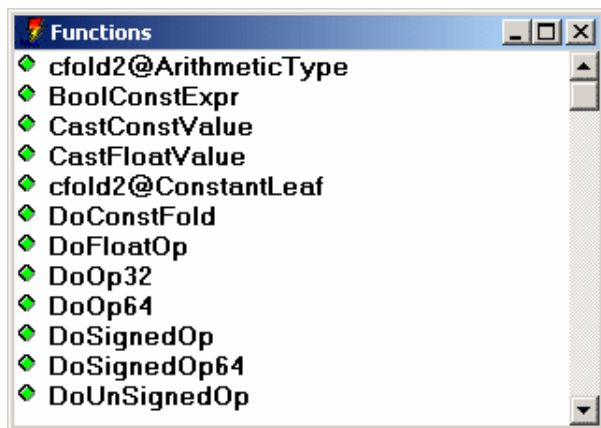 Functions
cfold2@ArithmeticType
BoolConstExpr
CastConstValue
CastFloatValue
cfold2@ConstantLeaf
DoConstFold
DoFloatOp
DoOp32
DoOp64
DoSignedOp
DoSignedOp64
DoUnSignedOp